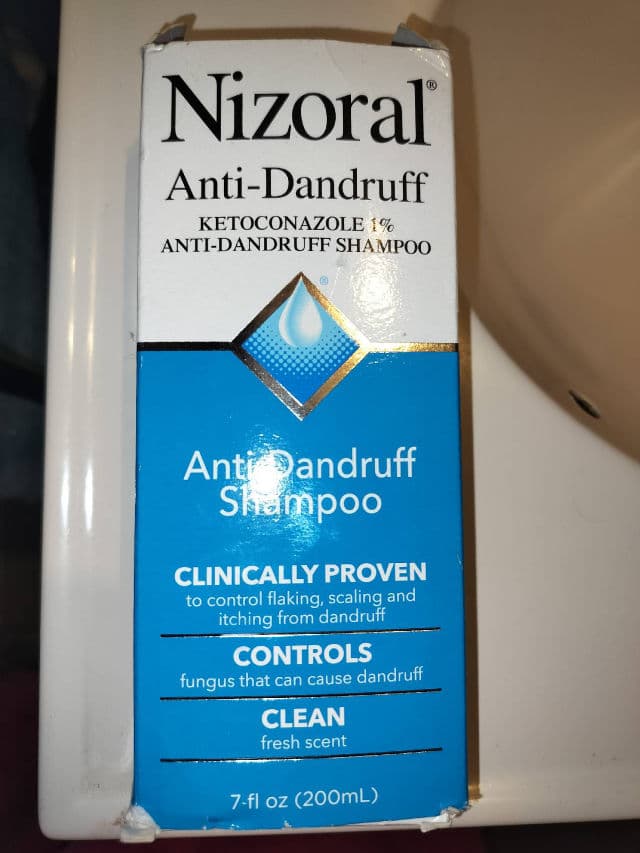 Nizoral®
Anti-Dandruff
KETOCONAZOLE 1%
ANTI-DANDRUFF SHAMPOO
®
Anti-Dandruff
Shampoo
CLINICALLY PROVEN
to control flaking, scaling and
itching from dandruff
CONTROLS
fungus that can cause dandruff
CLEAN
fresh scent
7-fl oz (200mL)